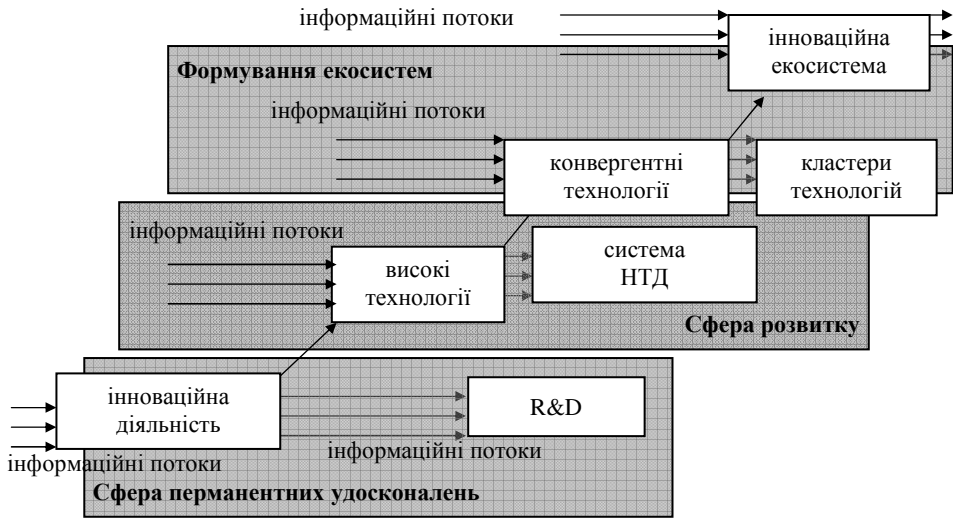 інформаційні потоки
інноваційна
екосистема
Формування екосистем
інформаційні потоки
конвергентні
технології
кластери
технологій
інформаційні потоки
високі
технології
система
НТД
Сфера розвитку
інноваційна
діяльність
R&D
інформаційні потоки
інформаційні потоки
Сфера перманентних удосконалень